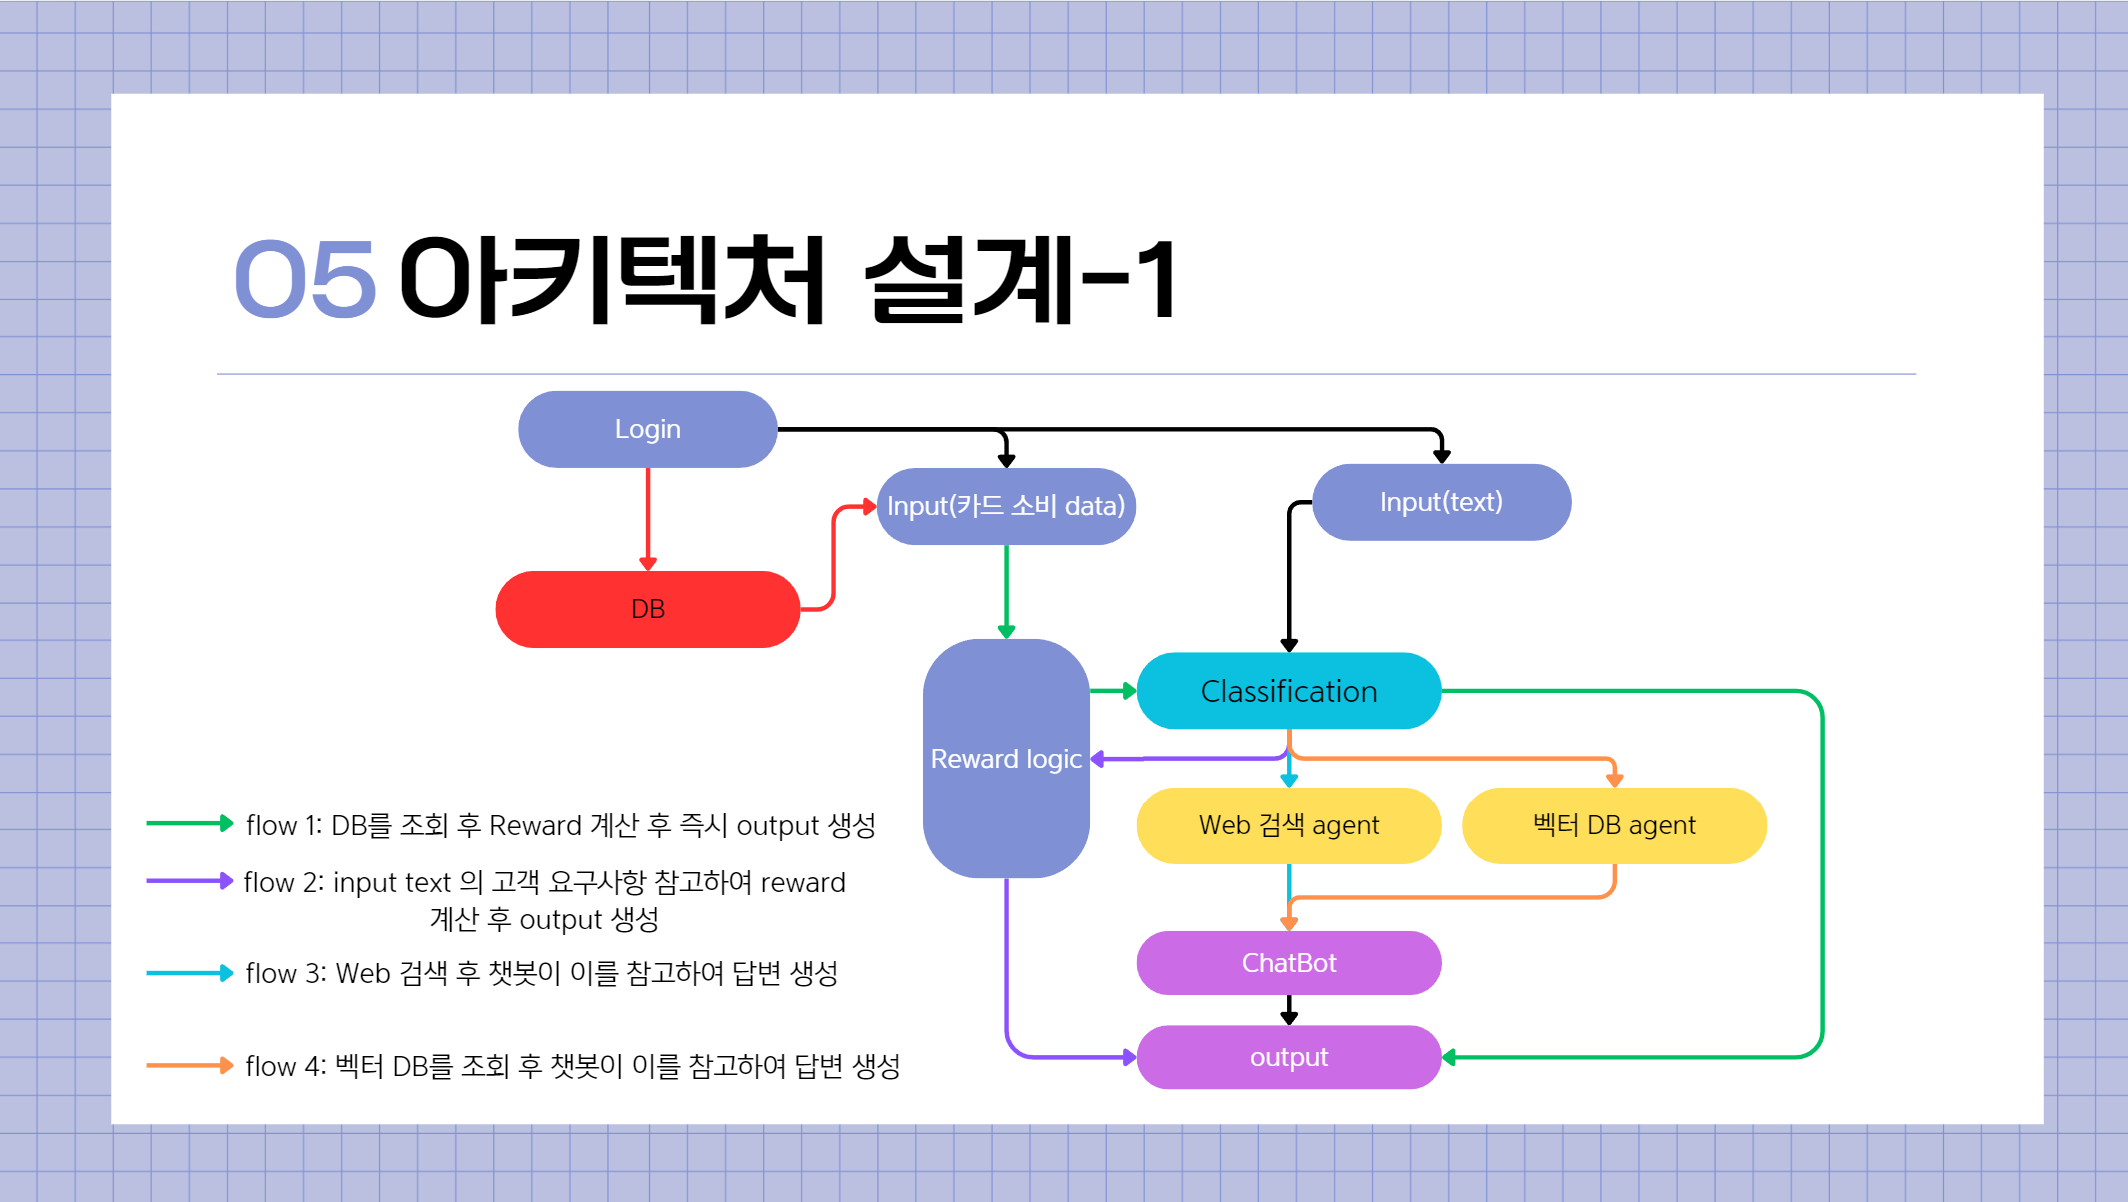 05 아키텍처 설계-1
Login
Input(카드 소비 data)
Input(text)
DB
Classification
Reward logic
Web 검색 agent
벡터 DB agent
ChatBot
output
flow 1: DB를 조회 후 Reward 계산 후 즉시 output 생성
flow 2: input text 의 고객 요구사항 참고하여 reward
계산 후 output 생성
flow 3: Web 검색 후 챗봇이 이를 참고하여 답변 생성
flow 4: 벡터 DB를 조회 후 챗봇이 이를 참고하여 답변 생성